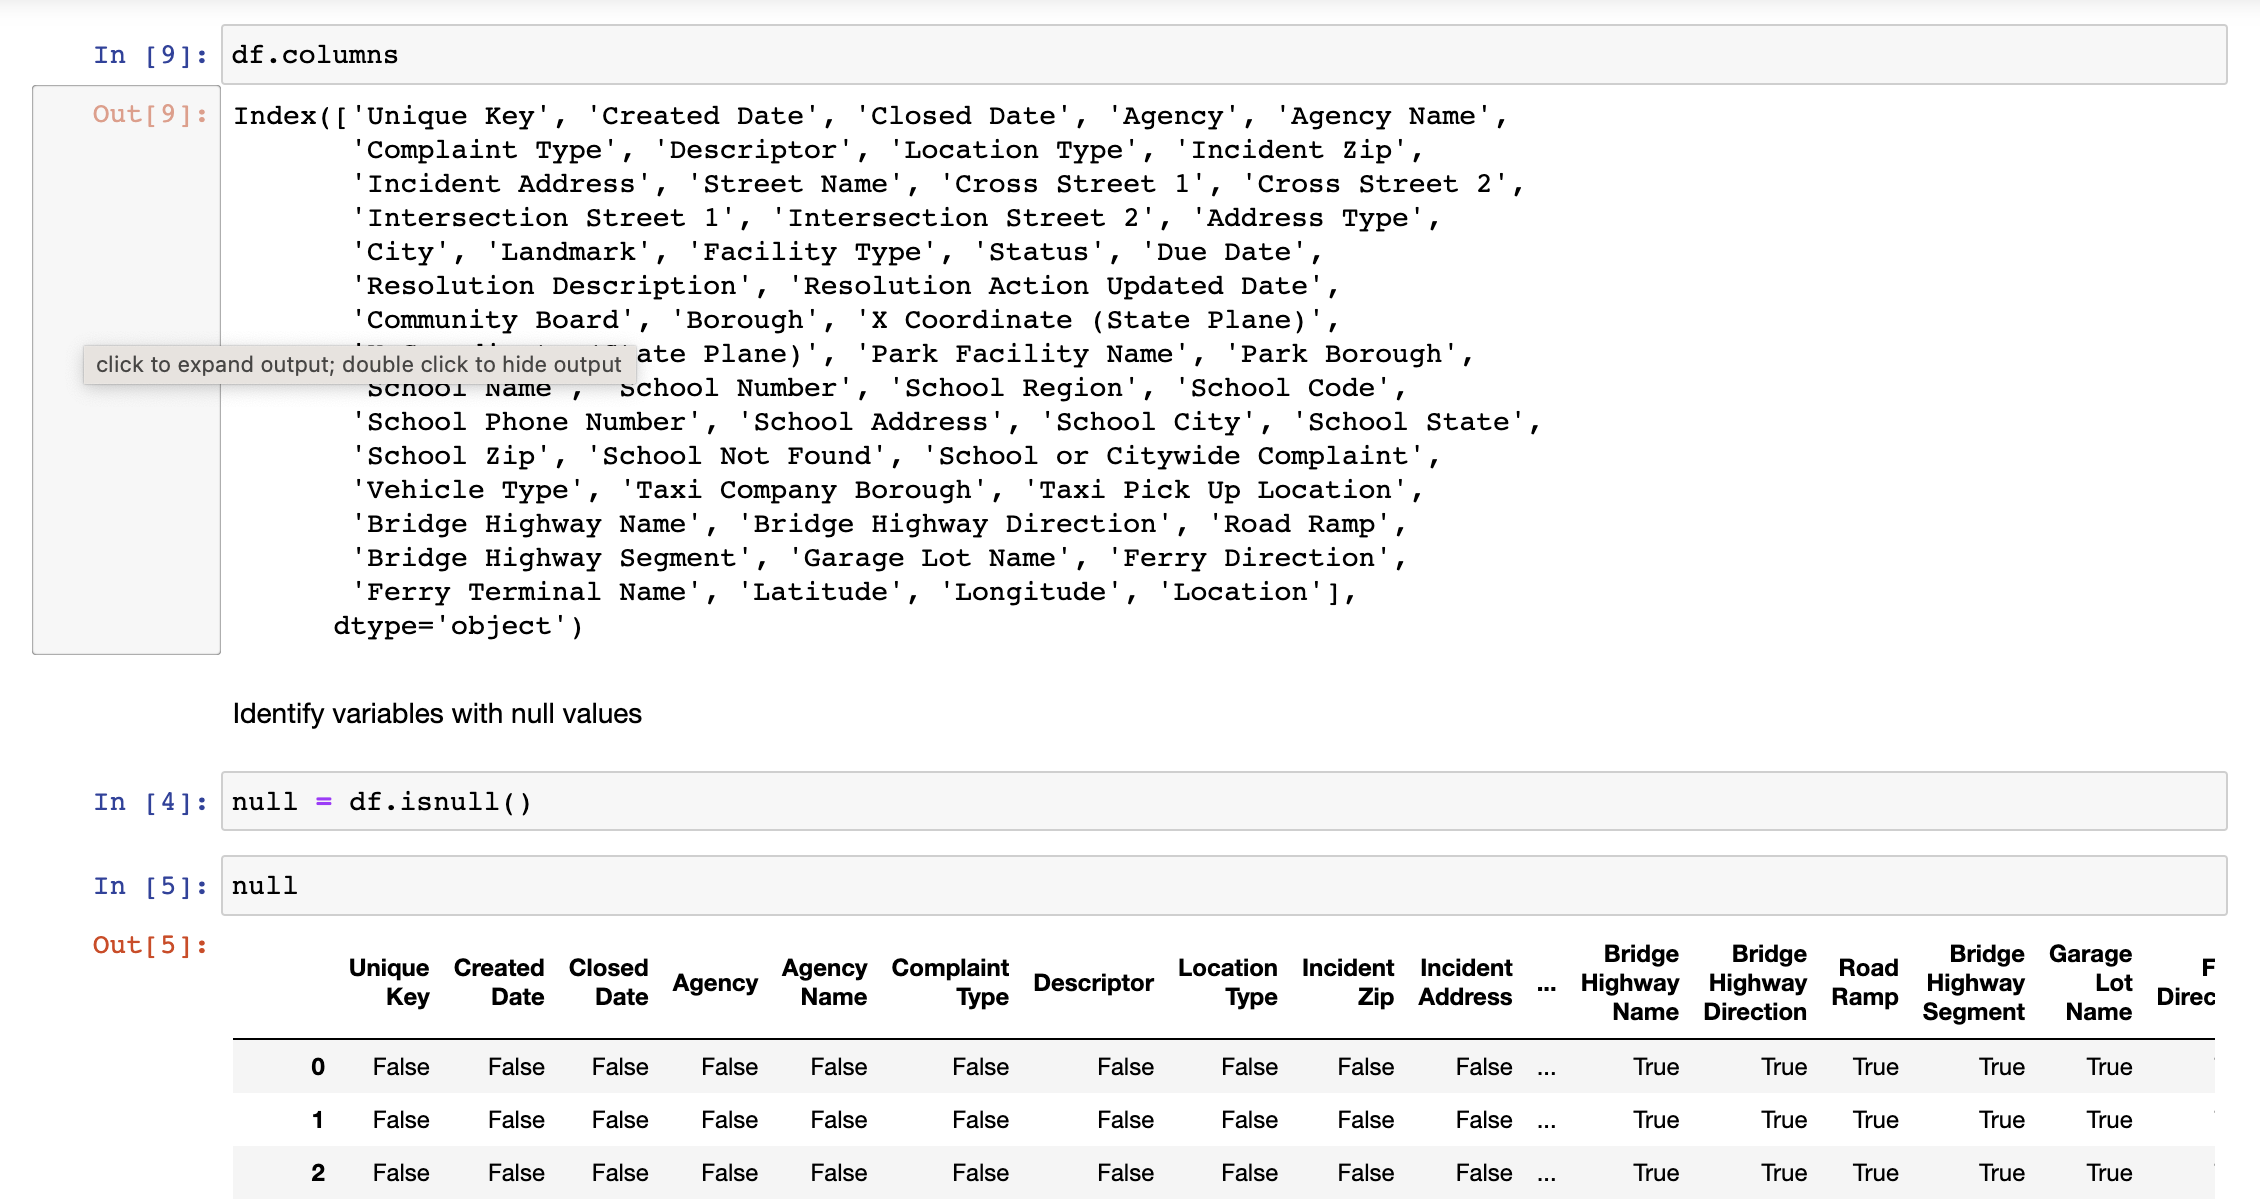 In [9]: df.columns
Out[9]: Index(['Unique Key', 'Created Date', 'Closed Date', 'Agency', 'Agency Name',
'Complaint Type', 'Descriptor', 'Location Type', 'Incident Zip',
'Incident Address', 'Street Name', 'Cross Street 1', 'Cross Street 2',
'Intersection Street 1', 'Intersection Street 2', 'Address Type',
'City', 'Landmark', 'Facility Type', 'Status', 'Due Date',
'Resolution Description', 'Resolution Action Updated Date',
'Community Board', 'Borough', 'X Coordinate (State Plane)',
ate Plane)', 'Park Facility Name', 'Park Borough',
click to expand output; double click to hide output
School Name', 'School Number', 'School Region', 'School Code',
'School Phone Number', 'School Address', 'School City', 'School State',
'School Zip', 'School Not Found', 'School or Citywide Complaint',
'Vehicle Type', 'Taxi Company Borough', 'Taxi Pick Up Location',
'Bridge Highway Name', 'Bridge Highway Direction', 'Road Ramp',
'Bridge Highway Segment', 'Garage Lot Name', 'Ferry Direction',
'Ferry Terminal Name', 'Latitude', 'Longitude', 'Location'],
dtype='object')
Identify variables with null values
In [4]: null = df.isnull()
In [5]: null
Out[5]:
Unique Key Created Date Closed Date Agency Agency Name Complaint Type Descriptor Location Type Incident Zip Incident Address ... Bridge Highway Name Bridge Highway Direction Road Ramp Bridge Highway Segment Garage Lot Name F Direc
0 False False False False False False False False False False ... True True True True True
1 False False False False False False False False False False ... True True True True True
2 False False False False False False False False False False ... True True True True True